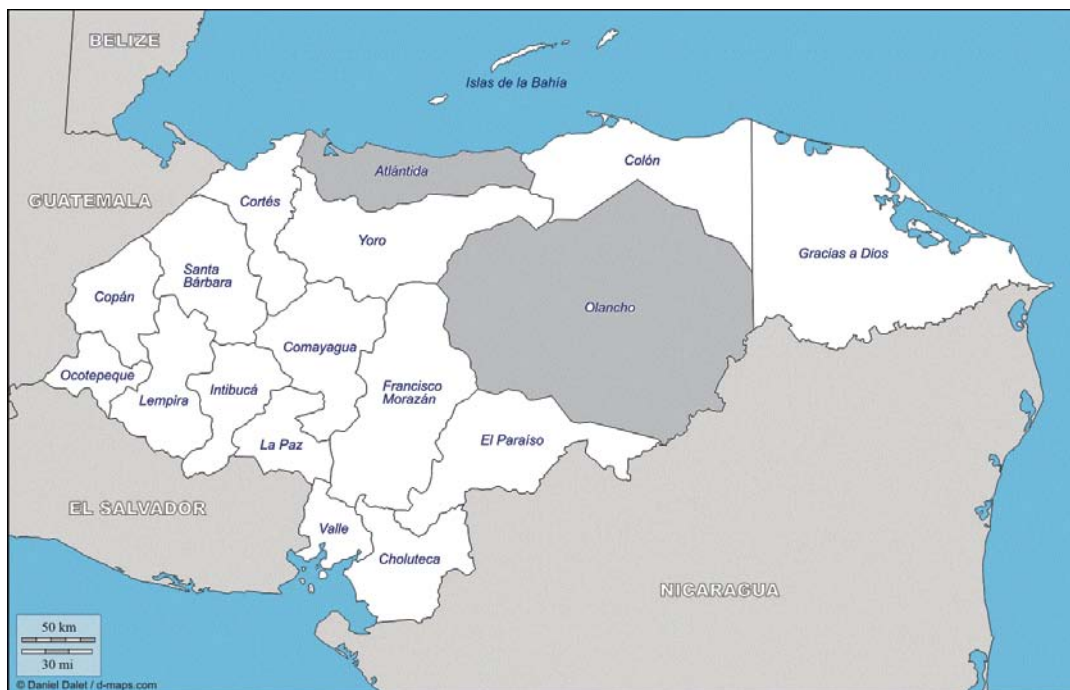 BELIZE
Islas de la Bahía
Atlántida
Colón
GUATEMALA
Cortés
Yoro
Gracias a Dios
Santa
Bárbara
Copán
Olancho
Comayagua
Ocotepeque
Intibucá
Francisco
Morazán
Lempira
La Paz
El Paraíso
EL SALVADOR
Valle
Choluteca
NICARAGUA
50 km
30 mi
© Daniel Dalet / d-maps.com